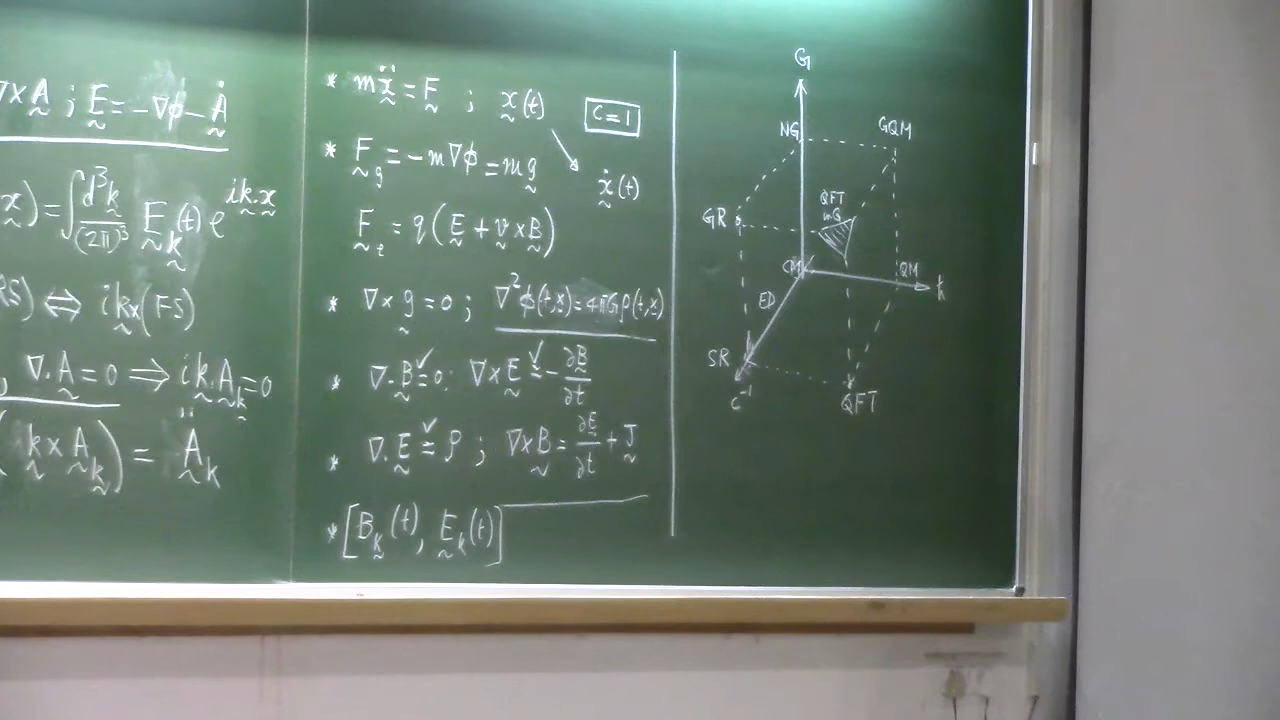 ∇×A ; E = -∇φ - Ȧ
x) = ∫ d³k/(2π)³ E_k(t) e^{ik.x}
⇔ ik×(FS)
∇.A = 0 ⟹ ik.A_k = 0
k×A_k) = Ä_k
* mẍ = F ; x(t)
C = 1
* F_g = -m∇φ = mg
ẋ(t)
F = q(E + v×B)
* ∇×g = 0 ; ∇²φ(t,x) = 4πGρ(t,x)
* ∇.B = 0 ; ∇×E = -∂B/∂t
* ∇.E = ρ ; ∇×B = ∂E/∂t + J
* [B_k(t), E_k(t)]
G
NG
GQM
GR
QFT
CM
QM
ħ
ED
SR
c⁻¹
QFT